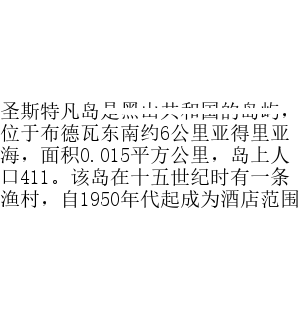 圣斯特凡岛是黑山共和国的岛屿，
位于布德瓦东南约6公里亚得里亚
海，面积0.015平方公里，岛上人
口411。该岛在十五世纪时有一条
渔村，自1950年代起成为酒店范围